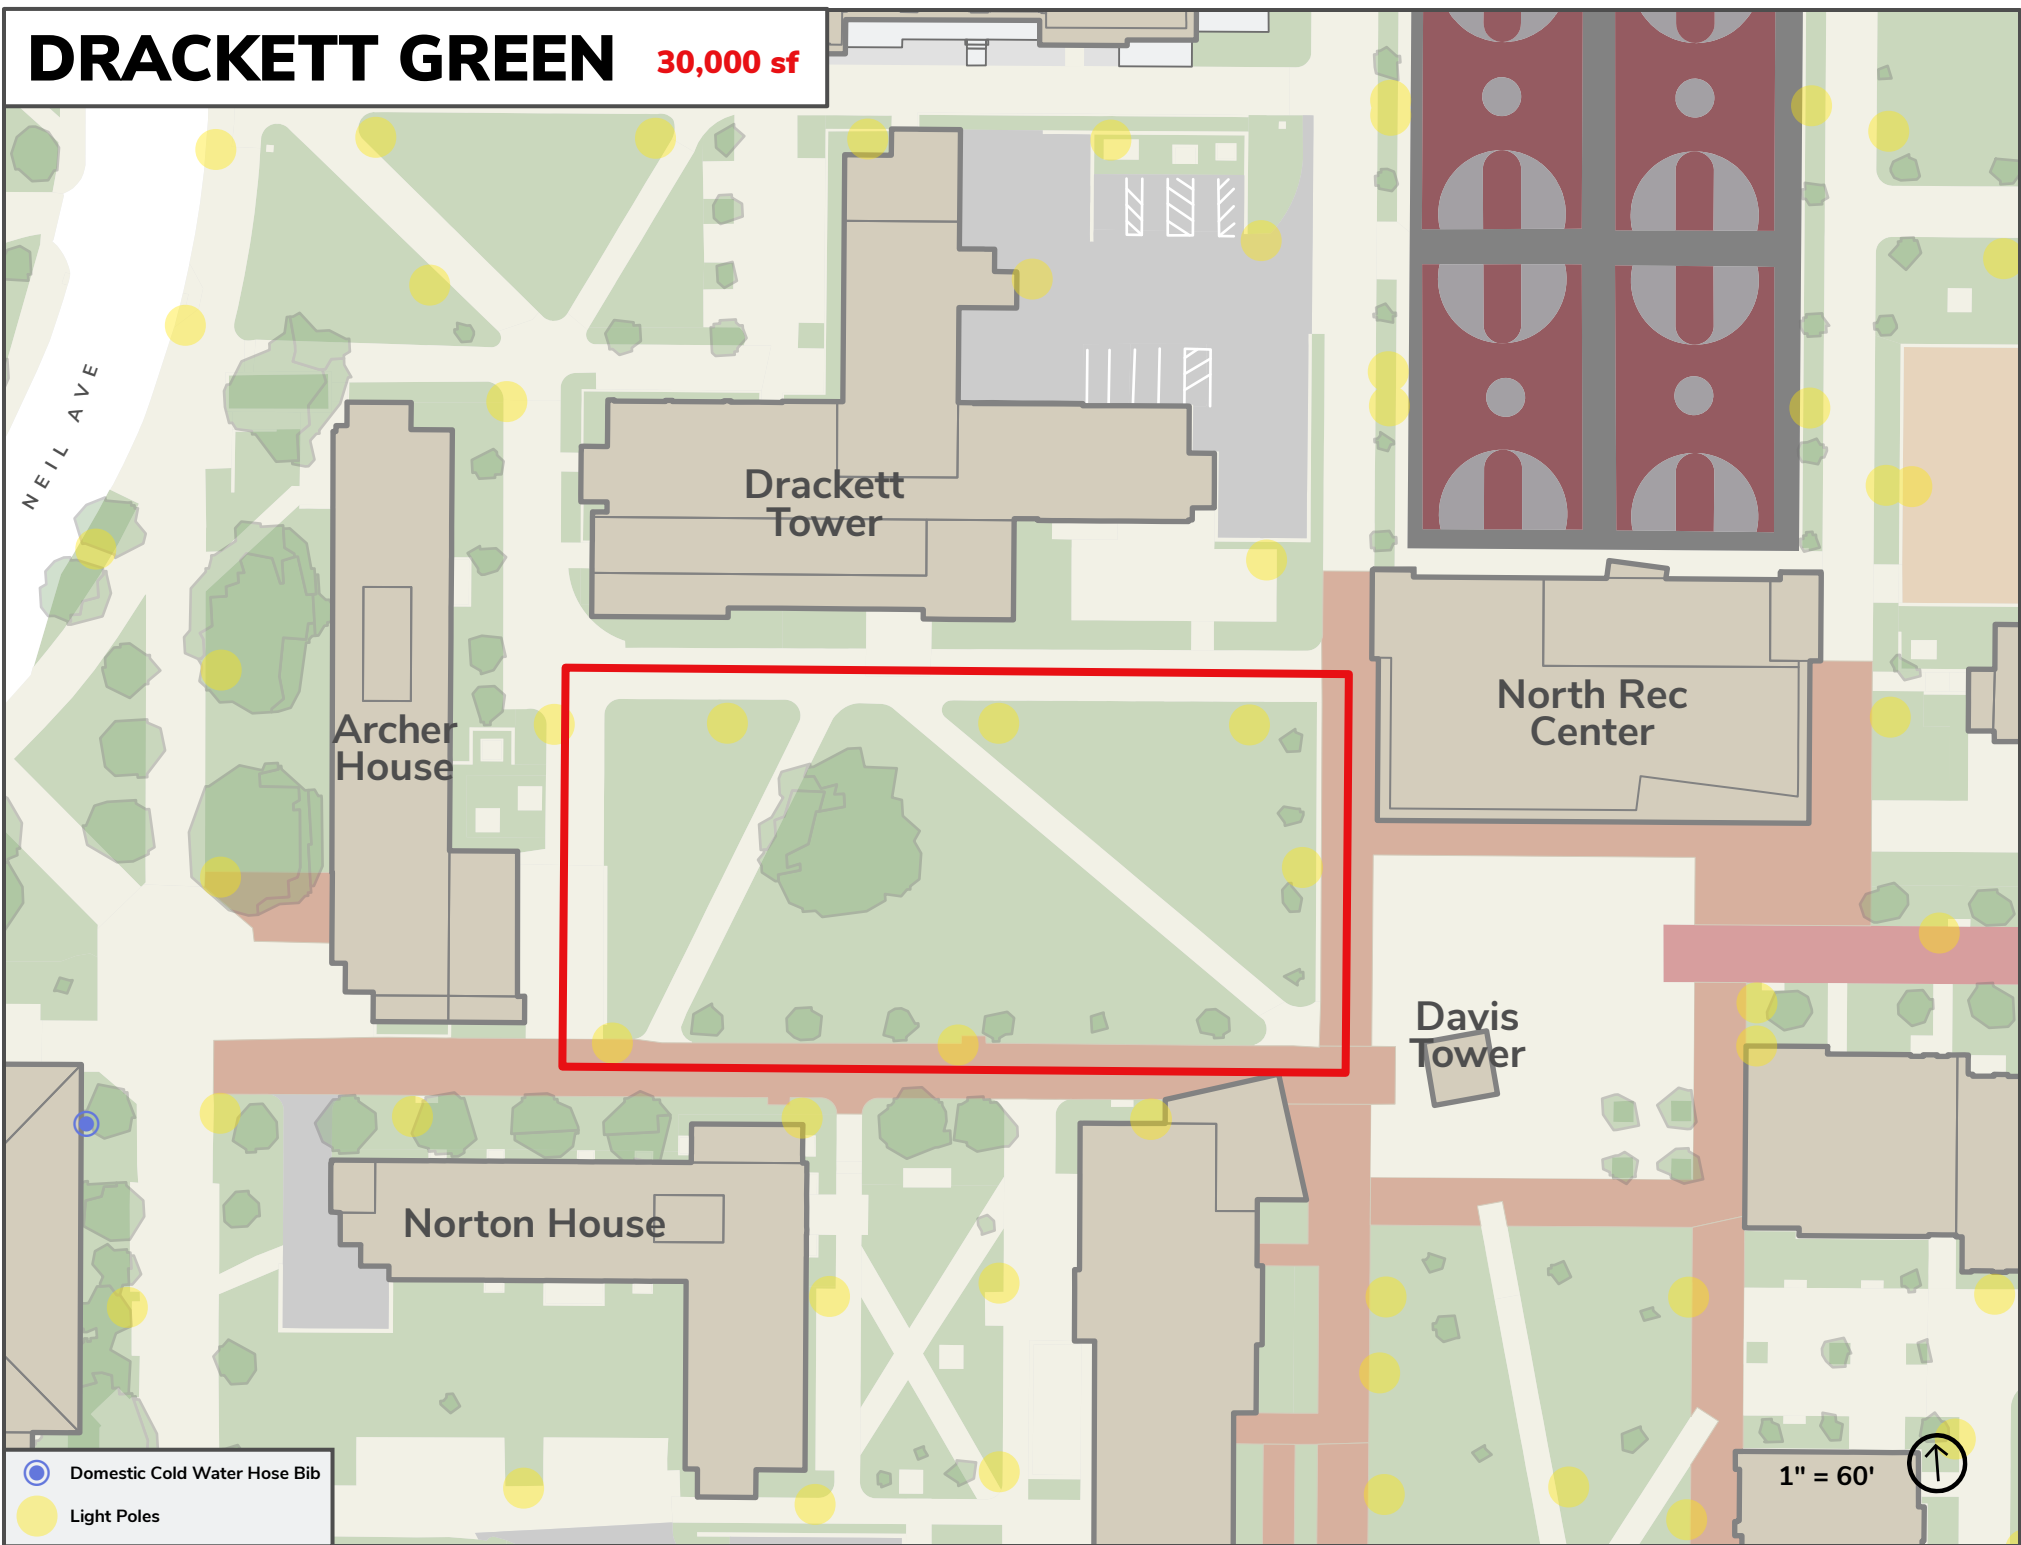 DRACKETT GREEN 30,000 sf
NEIL AVE
Drackett
Tower
North Rec
Center
Archer
House
Davis
Tower
Norton House
Domestic Cold Water Hose Bib
Light Poles
1" = 60'